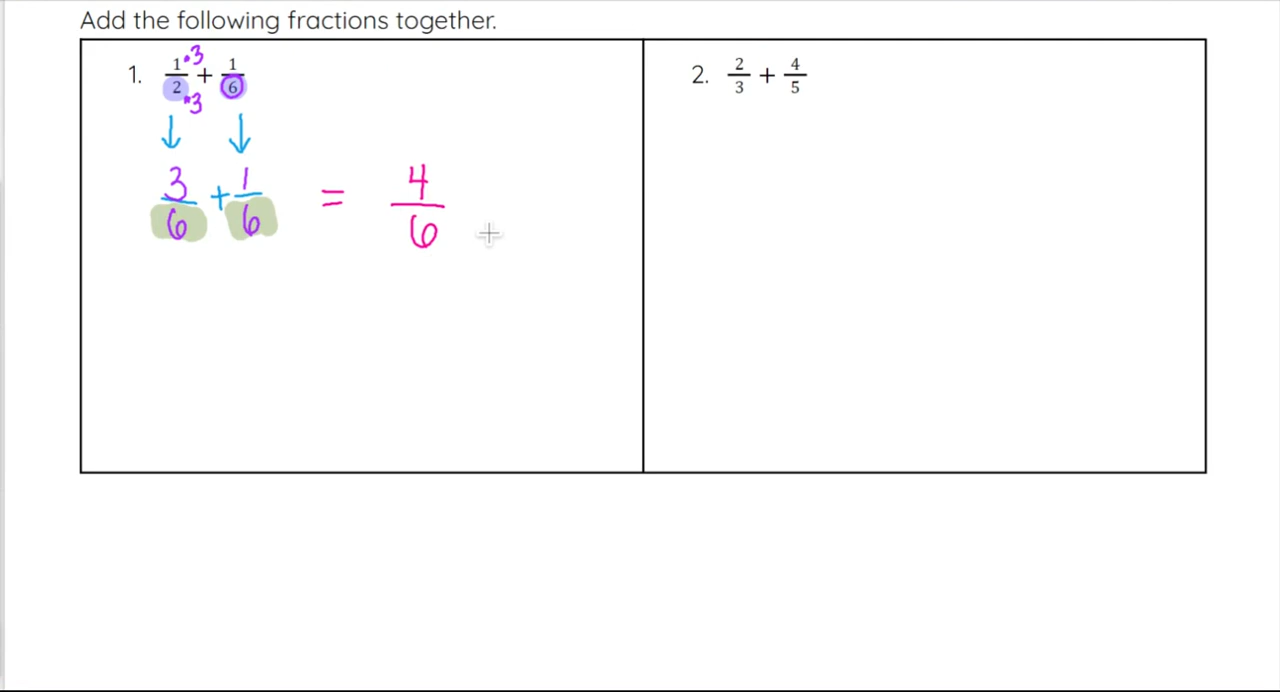 Add the following fractions together.
1. 1/2 + 1/6
•3
•3
↓ ↓
3/6 + 1/6 = 4/6
2. 2/3 + 4/5